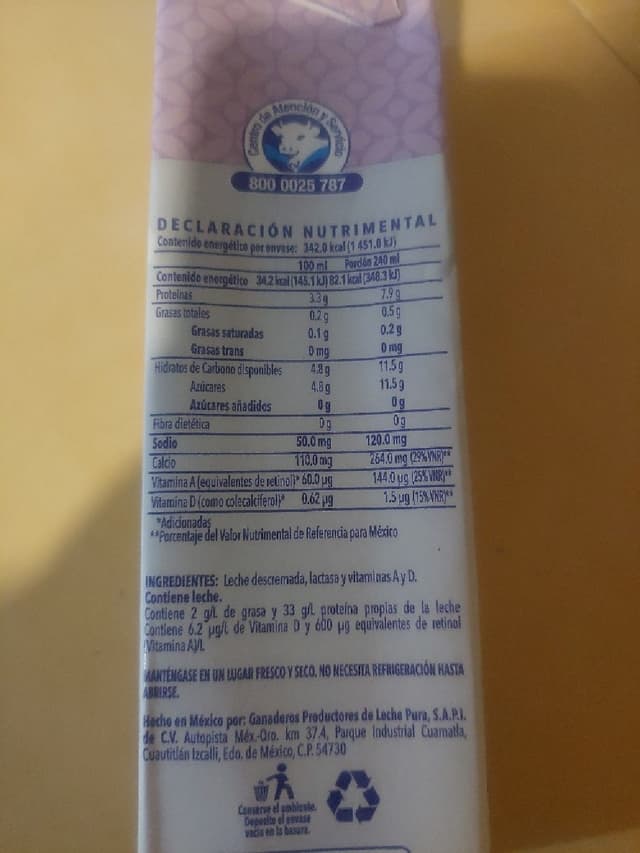 Centro de Atención y Servicio
800 0025 787
DECLARACIÓN NUTRIMENTAL
Contenido energético por envase: 342.0 kcal (1 451.0 kJ)
100 ml Porción 240 ml
Contenido energético 34.2 kcal (145.1 kJ) 82.1 kcal (348.3 kJ)
Proteínas 3.3 g 7.9 g
Grasas totales 0.2 g 0.5 g
Grasas saturadas 0.1 g 0.2 g
Grasas trans 0 mg 0 mg
Hidratos de Carbono disponibles 4.8 g 11.5 g
Azúcares 4.8 g 11.5 g
Azúcares añadidos 0 g 0 g
Fibra dietética 0 g 0 g
Sodio 50.0 mg 120.0 mg
Calcio 110.0 mg 264.0 mg (29% VNR)**
Vitamina A (equivalentes de retinol)* 60.0 µg 144.0 µg (25% VNR)**
Vitamina D (como colecalciferol)* 0.62 µg 1.5 µg (15% VNR)**
*Adicionadas
**Porcentaje del Valor Nutrimental de Referencia para México
INGREDIENTES: Leche descremada, lactasa y vitaminas A y D.
Contiene leche.
Contiene 2 g/L de grasa y 33 g/L proteína propias de la leche
Contiene 6.2 µg/L de Vitamina D y 600 µg equivalentes de retinol
(Vitamina A)/L
MANTÉNGASE EN UN LUGAR FRESCO Y SECO. NO NECESITA REFRIGERACIÓN HASTA
ABRIRSE.
Hecho en México por: Ganaderos Productores de Leche Pura, S.A.P.I.
de C.V. Autopista Méx.-Qro. km 37.4, Parque Industrial Cuamatla,
Cuautitlán Izcalli, Edo. de México, C.P. 54730
Conserve el ambiente.
Deposite el envase
vacío en la basura.